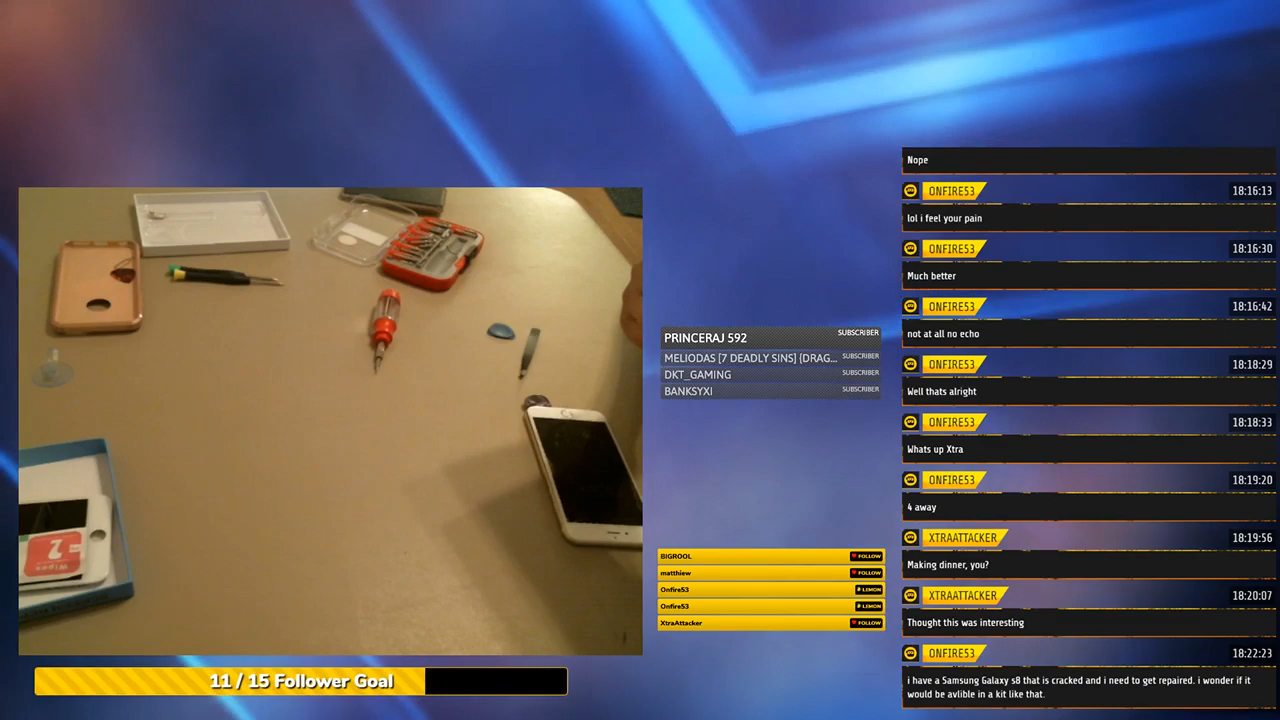 Nope
ONFIRE53 18:16:13
lol i feel your pain
ONFIRE53 18:16:30
Much better
ONFIRE53 18:16:42
not at all no echo
ONFIRE53 18:18:29
Well thats alright
ONFIRE53 18:18:33
Whats up Xtra
ONFIRE53 18:19:20
4 away
XTRAATTACKER 18:19:56
Making dinner, you?
XTRAATTACKER 18:20:07
Thought this was interesting
ONFIRE53 18:22:23
i have a Samsung Galaxy s8 that is cracked and i need to get repaired. i wonder if it
would be avlible in a kit like that.
PRINCERAJ 592 SUBSCRIBER
MELIODAS [7 DEADLY SINS] {DRAG... SUBSCRIBER
DKT_GAMING SUBSCRIBER
BANKSYXI SUBSCRIBER
BIGROOL FOLLOW
matthiew FOLLOW
Onfire53 LEMON
Onfire53 LEMON
XtraAttacker FOLLOW
2
Wipes
11 / 15 Follower Goal